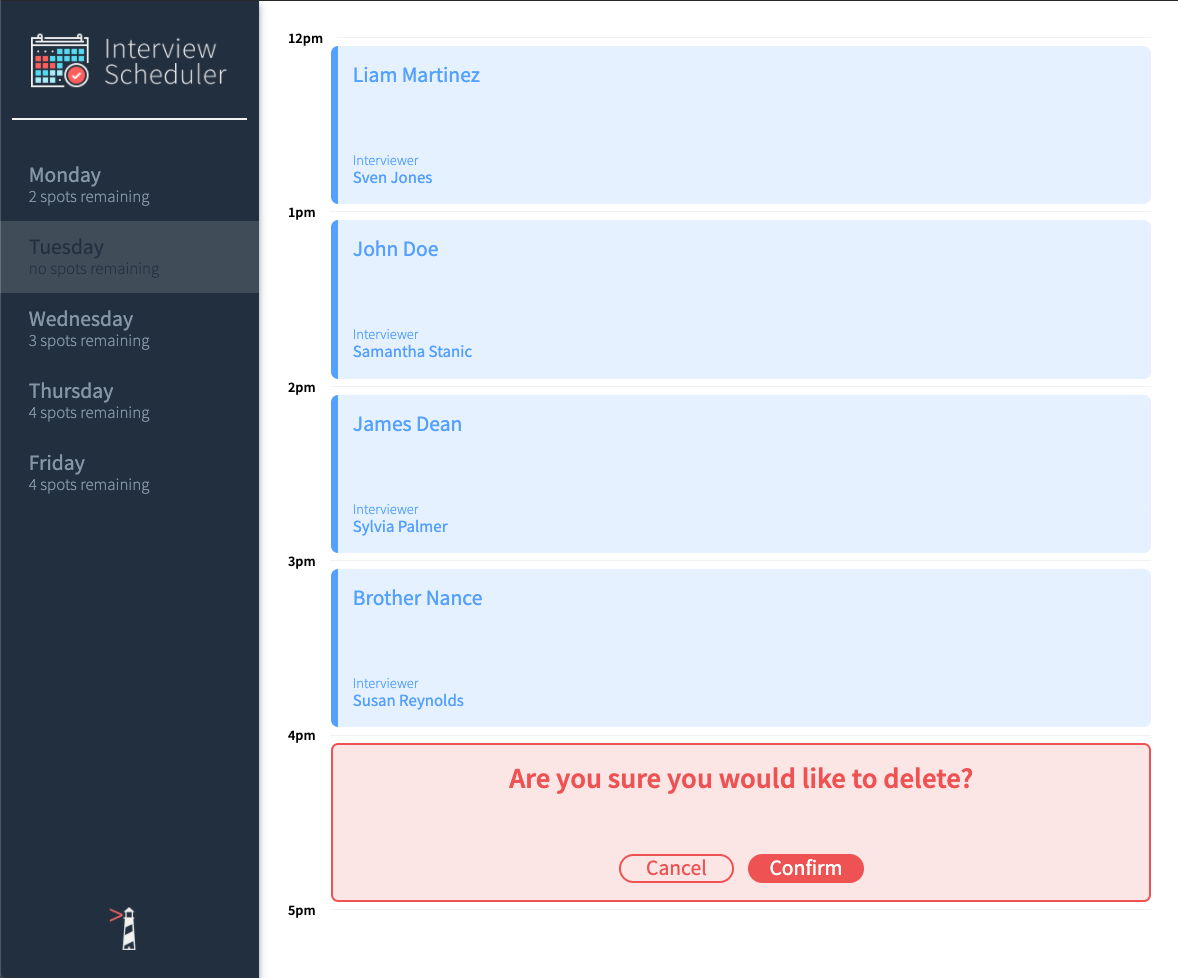 Interview
Scheduler
Monday
2 spots remaining
Tuesday
no spots remaining
Wednesday
3 spots remaining
Thursday
4 spots remaining
Friday
4 spots remaining
>
12pm
Liam Martinez
Interviewer
Sven Jones
1pm
John Doe
Interviewer
Samantha Stanic
2pm
James Dean
Interviewer
Sylvia Palmer
3pm
Brother Nance
Interviewer
Susan Reynolds
4pm
Are you sure you would like to delete?
Cancel Confirm
5pm